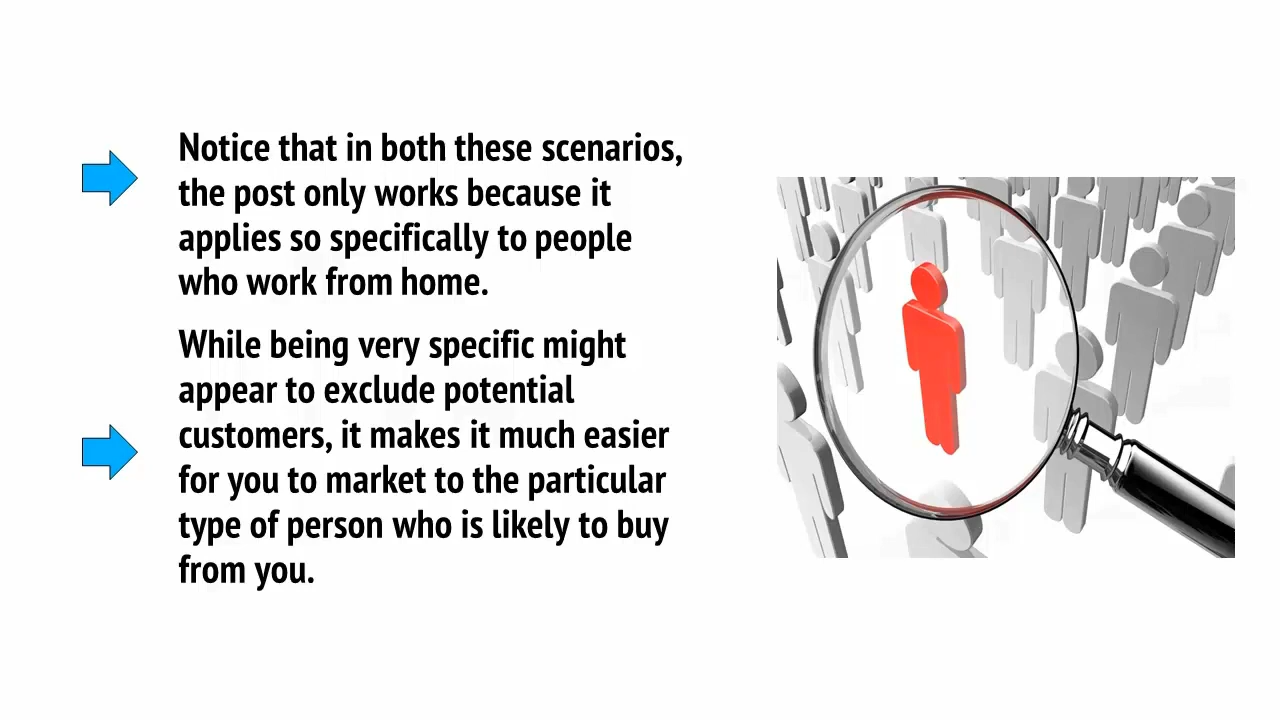 Notice that in both these scenarios,
the post only works because it
applies so specifically to people
who work from home.
While being very specific might
appear to exclude potential
customers, it makes it much easier
for you to market to the particular
type of person who is likely to buy
from you.